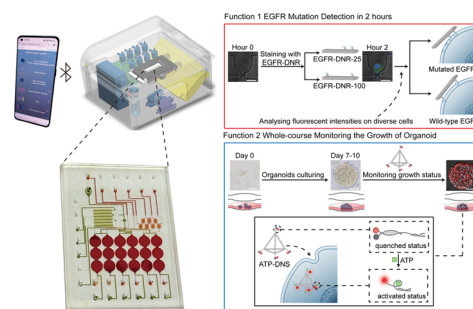 Function 1 EGFR Mutation Detection in 2 hours
Hour 0
Staining with
EGFR-DNR
EGFR-DNR-25
EGFR-DNR-100
Hour 2
Mutated EGFR
Analysing fluorescent intensities on diverse cells
Wild-type EGF
Function 2 Whole-course Monitoring the Growth of Organoid
Day 0
Organoids culturing
Day 7-10
Monitoring growth status
ATP-DNS
quenched status
ATP
activated status